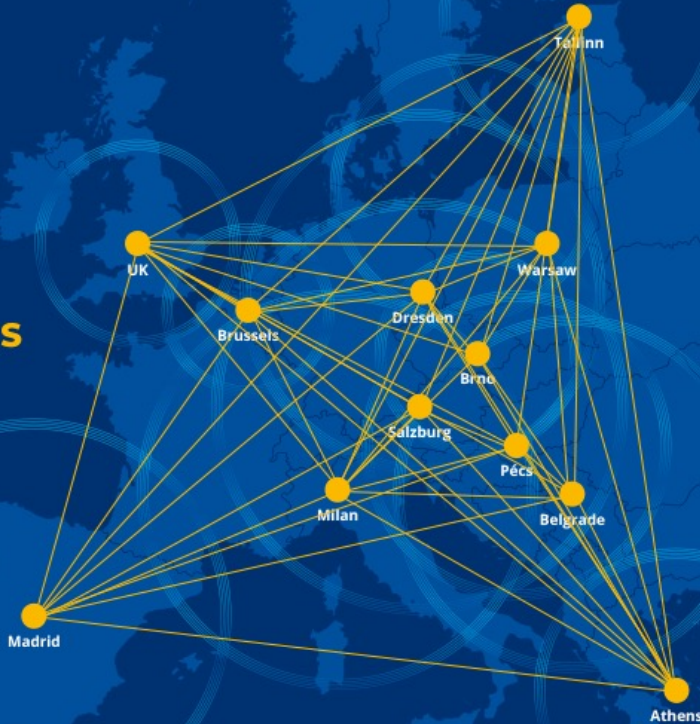 Tallinn
UK
Warsaw
Dresden
s
Brussels
Brno
Salzburg
Pécs
Milan
Belgrade
Madrid
Athens